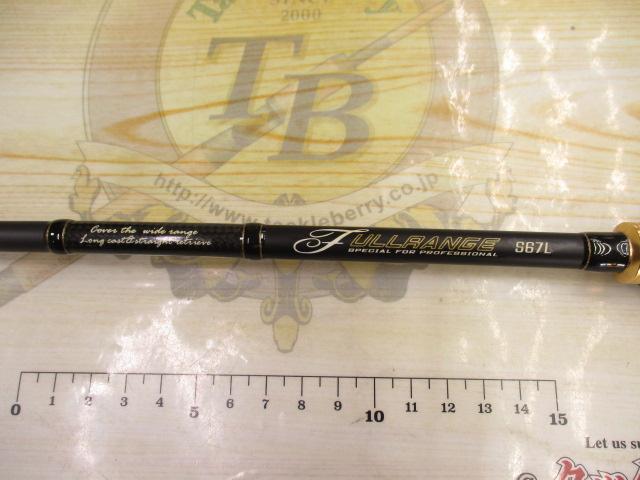 2000
TB
http://www.tackleberry.co.jp
Cover the wide range
Long cast&straight retrieve
FULLRANGE S67L
SPECIAL FOR PROFESSIONAL
0 1 2 3 4 5 6 7 8 9 10 11 12 13 14 15
Let us su